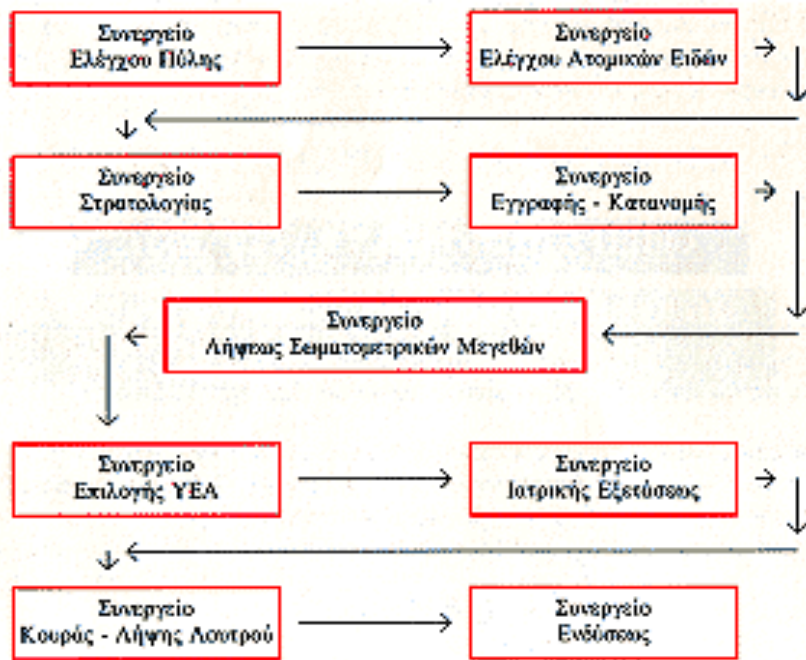 Συνεργείο
Ελέγχου Πύλης
Συνεργείο
Ελέγχου Ατομικών Ειδών
Συνεργείο
Στρατολογίας
Συνεργείο
Εγγραφής - Κατανομής
Συνεργείο
Λήψεως Σωματομετρικών Μεγεθών
Συνεργείο
Επιλογής ΥΕΑ
Συνεργείο
Ιατρικής Εξετάσεως
Συνεργείο
Κουράς - Λήψης Λουτρού
Συνεργείο
Ενδύσεως